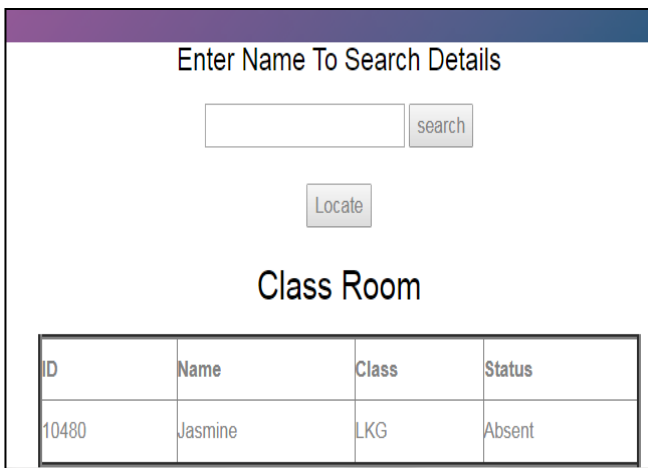 Enter Name To Search Details
search
Locate
Class Room
ID Name Class Status
10480 Jasmine LKG Absent